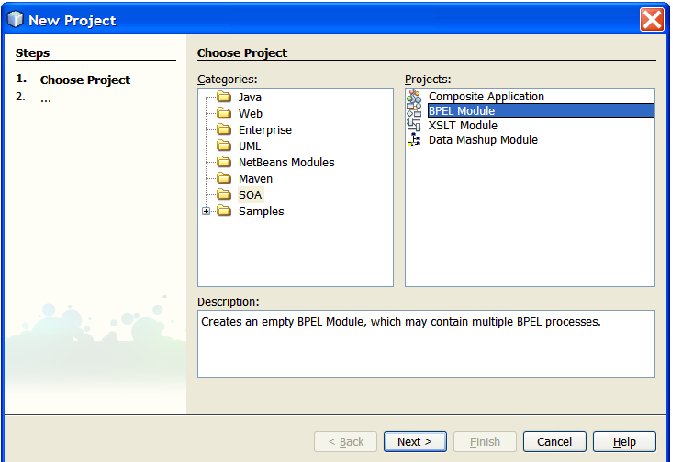 New Project
Steps
1. Choose Project
2. ...
Choose Project
Categories:
Java
Web
Enterprise
UML
NetBeans Modules
Maven
SOA
Samples
Projects:
Composite Application
BPEL Module
XSLT Module
Data Mashup Module
Description:
Creates an empty BPEL Module, which may contain multiple BPEL processes.
< Back
Next >
Finish
Cancel
Help